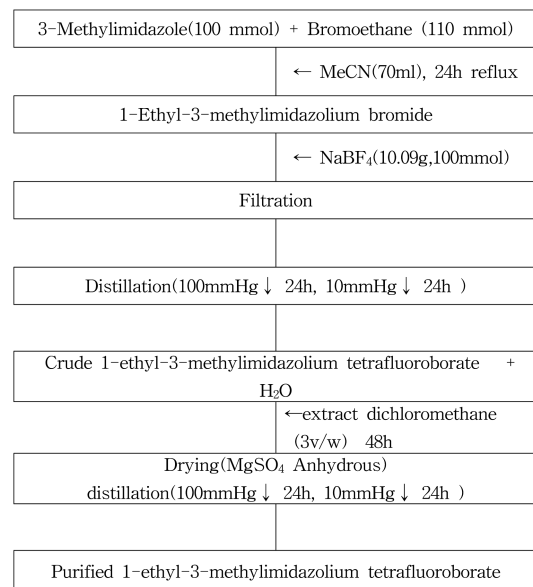 3-Methylimidazole(100 mmol) + Bromoethane (110 mmol)
← MeCN(70ml), 24h reflux
1-Ethyl-3-methylimidazolium bromide
← NaBF₄(10.09g,100mmol)
Filtration
Distillation(100mmHg↓ 24h, 10mmHg↓ 24h )
Crude 1-ethyl-3-methylimidazolium tetrafluoroborate +
H₂O
←extract dichloromethane
(3v/w) 48h
Drying(MgSO₄ Anhydrous)
distillation(100mmHg↓ 24h, 10mmHg↓ 24h )
Purified 1-ethyl-3-methylimidazolium tetrafluoroborate